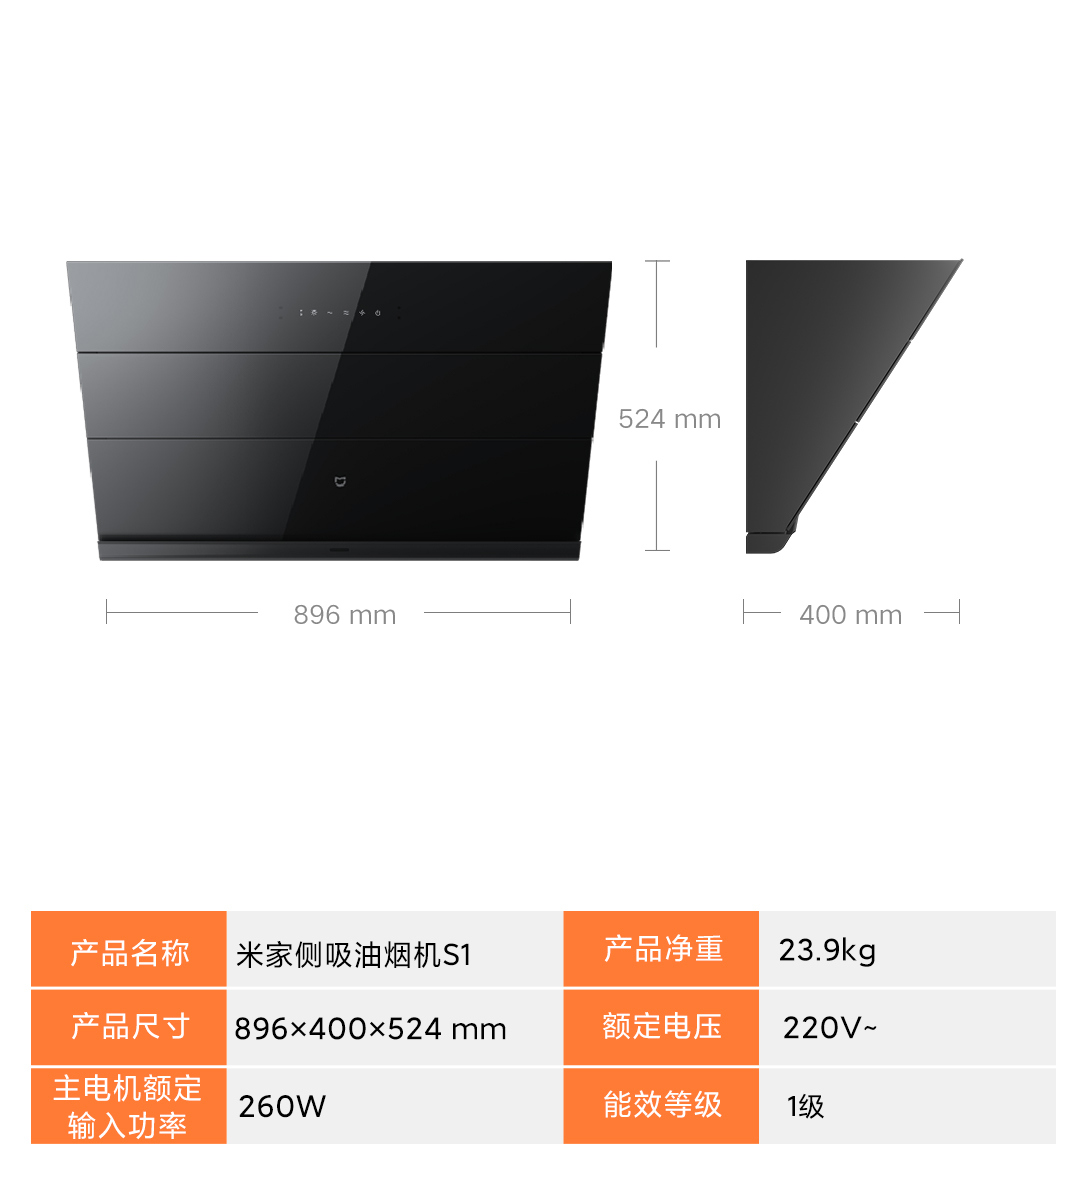 524 mm
896 mm
400 mm
产品名称
米家侧吸油烟机S1
产品净重
23.9kg
产品尺寸
896×400×524 mm
额定电压
220V~
主电机额定
输入功率
260W
能效等级
1级